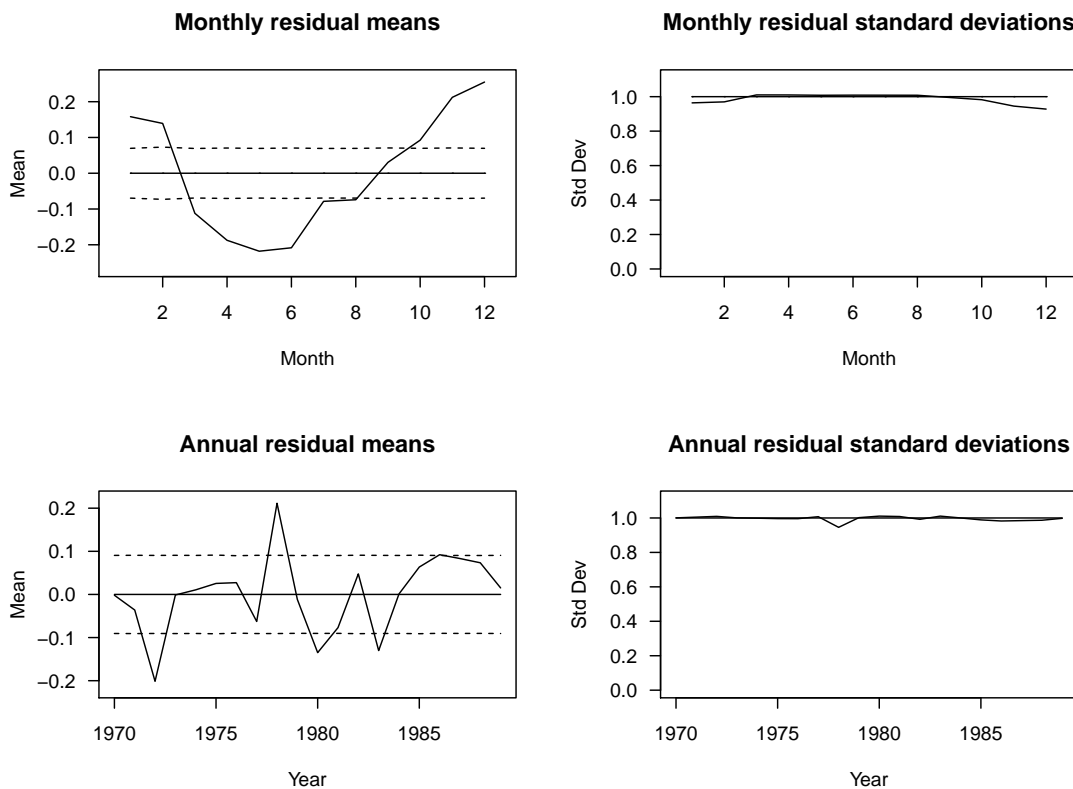 Monthly residual means
Mean
0.2
0.1
0.0
−0.1
−0.2
2 4 6 8 10 12
Month
Monthly residual standard deviations
Std Dev
1.0
0.8
0.6
0.4
0.2
0.0
2 4 6 8 10 12
Month
Annual residual means
Mean
0.2
0.1
0.0
−0.1
−0.2
1970 1975 1980 1985
Year
Annual residual standard deviations
Std Dev
1.0
0.8
0.6
0.4
0.2
0.0
1970 1975 1980 1985
Year